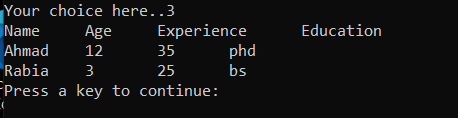 Your choice here..3
Name Age Experience Education
Ahmad 12 35 phd
Rabia 3 25 bs
Press a key to continue: